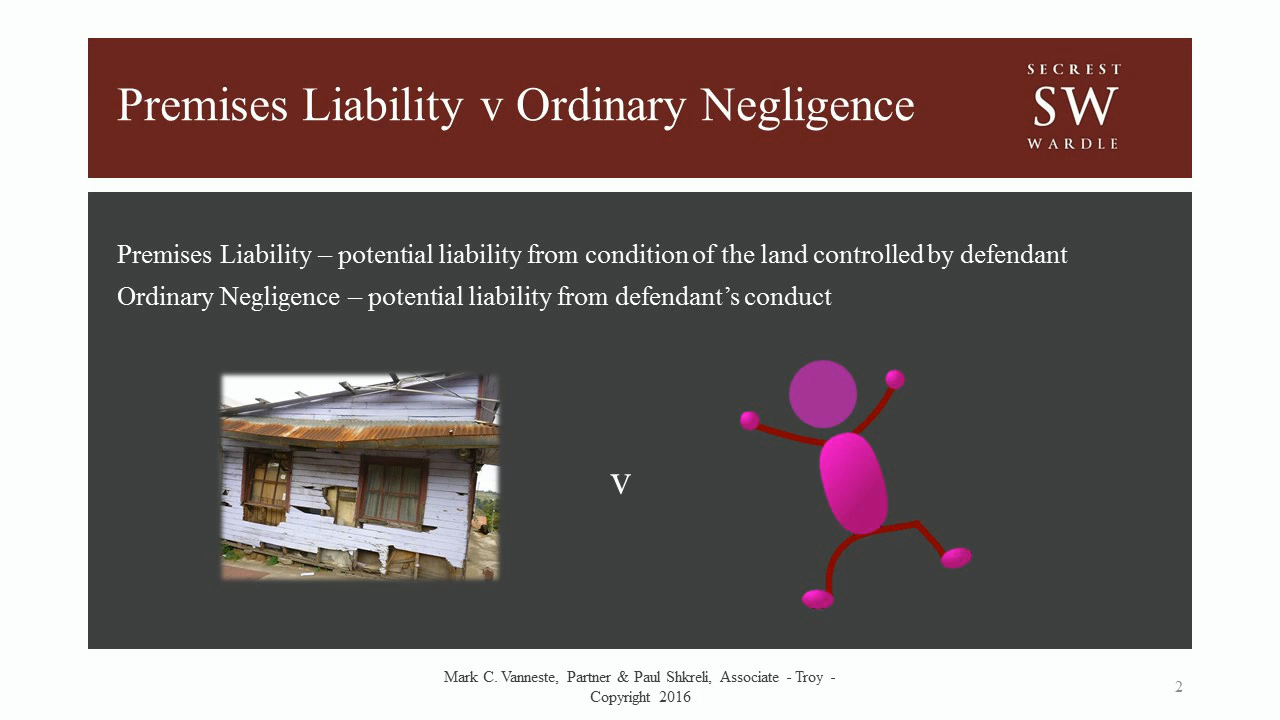 Premises Liability v Ordinary Negligence
SECREST
SW
WARDLE
Premises Liability – potential liability from condition of the land controlled by defendant
Ordinary Negligence – potential liability from defendant’s conduct
v
Mark C. Vanneste, Partner & Paul Shkreli, Associate - Troy -
Copyright 2016
2